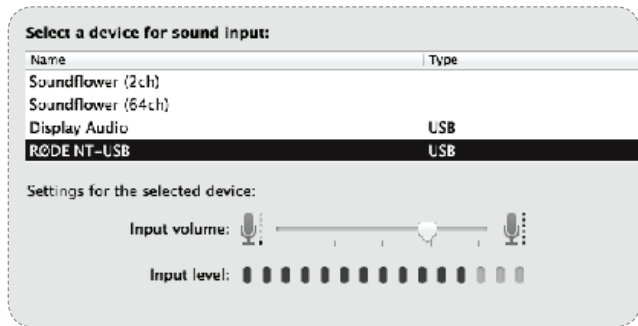 Select a device for sound input:
Name Type
Soundflower (2ch)
Soundflower (64ch)
Display Audio USB
RØDE NT-USB USB
Settings for the selected device:
Input volume:
Input level: